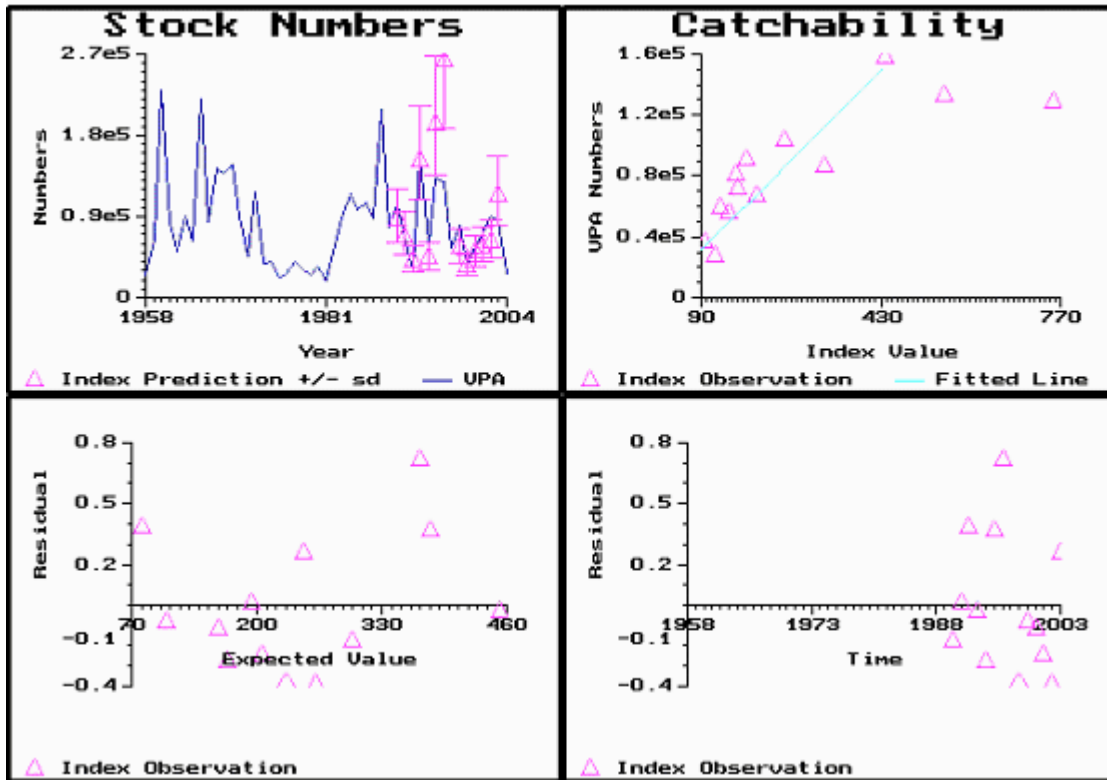 Stock Numbers
2.7e5
1.8e5
0.9e5
0
Numbers
1958 1981 2004
Year
Index Prediction +/- sd VPA
Catchability
1.6e5
1.2e5
0.8e5
0.4e5
0
VPA Numbers
90 430 770
Index Value
Index Observation Fitted Line
0.8
0.5
0.2
-0.1
-0.4
Residual
70 200 330 460
Expected Value
Index Observation
0.8
0.5
0.2
-0.1
-0.4
Residual
1958 1973 1988 2003
Time
Index Observation